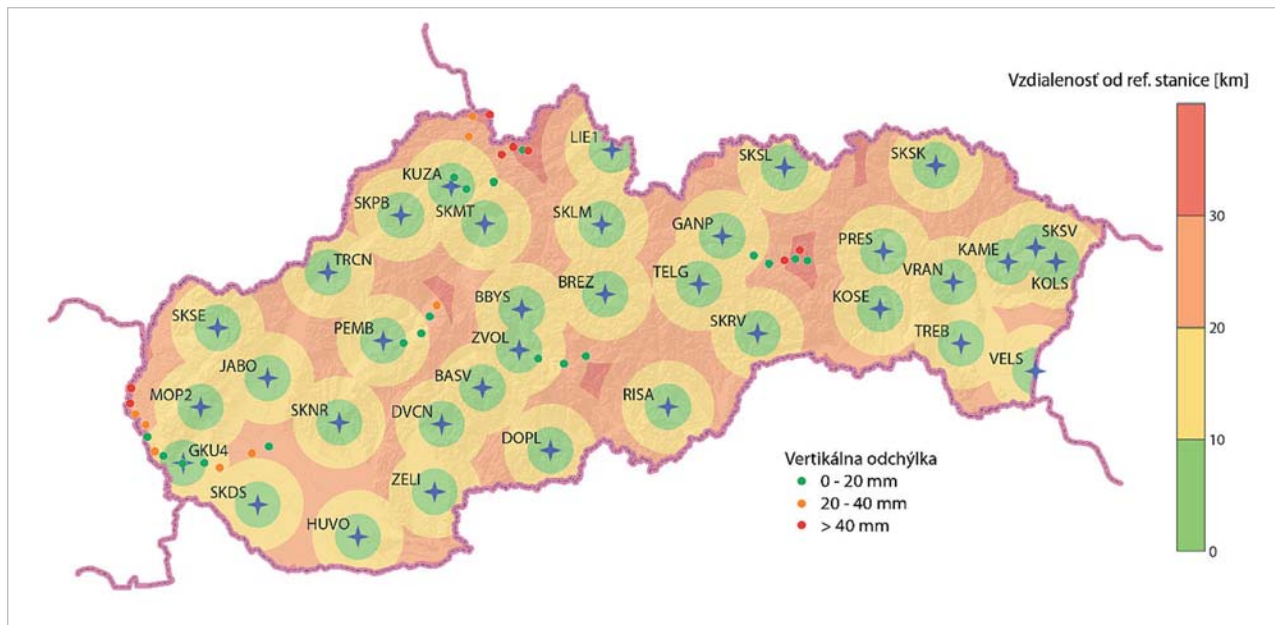 Vzdialenosť od ref. stanice [km]
LIE1
SKSL
SKSK
KUZA
SKPB
SKMT
SKLM
GANP
PRES
KAME
SKSV
30
TRCN
TELG
VRAN
KOLS
BBYS
BREZ
SKSE
PEMB
KOSE
SKRV
TREB
20
ZVOL
VELS
JABO
BASV
MOP2
RISA
SKNR
DVCN
DOPL
10
GKU4
Vertikálna odchýlka
0 - 20 mm
ZELI
SKDS
20 - 40 mm
HUVO
> 40 mm
0